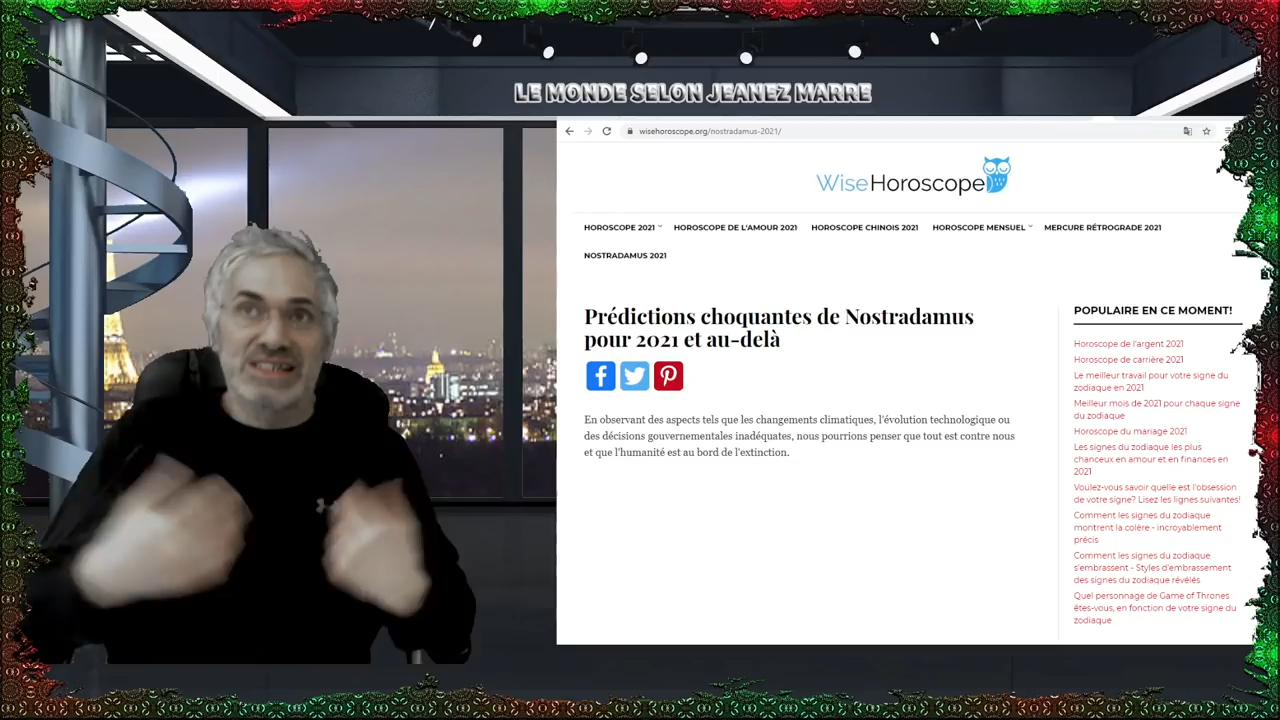 LE MONDE SELON JEANEZ MARRE
wisehoroscope.org/nostradamus-2021/
WiseHoroscope
HOROSCOPE 2021
HOROSCOPE DE L'AMOUR 2021
HOROSCOPE CHINOIS 2021
HOROSCOPE MENSUEL
MERCURE RÉTROGRADE 2021
NOSTRADAMUS 2021
Prédictions choquantes de Nostradamus
pour 2021 et au-delà
En observant des aspects tels que les changements climatiques, l'évolution technologique ou
des décisions gouvernementales inadéquates, nous pourrions penser que tout est contre nous
et que l'humanité est au bord de l'extinction.
POPULAIRE EN CE MOMENT!
Horoscope de l'argent 2021
Horoscope de carrière 2021
Le meilleur travail pour votre signe du
zodiaque en 2021
Meilleur mois de 2021 pour chaque signe
du zodiaque
Horoscope du mariage 2021
Les signes du zodiaque les plus
chanceux en amour et en finances en
2021
Voulez-vous savoir quelle est l'obsession
de votre signe? Lisez les lignes suivantes!
Comment les signes du zodiaque
montrent la colère - incroyablement
précis
Comment les signes du zodiaque
s'embrassent - Styles d'embrassement
des signes du zodiaque révélés
Quel personnage de Game of Thrones
êtes-vous, en fonction de votre signe du
zodiaque